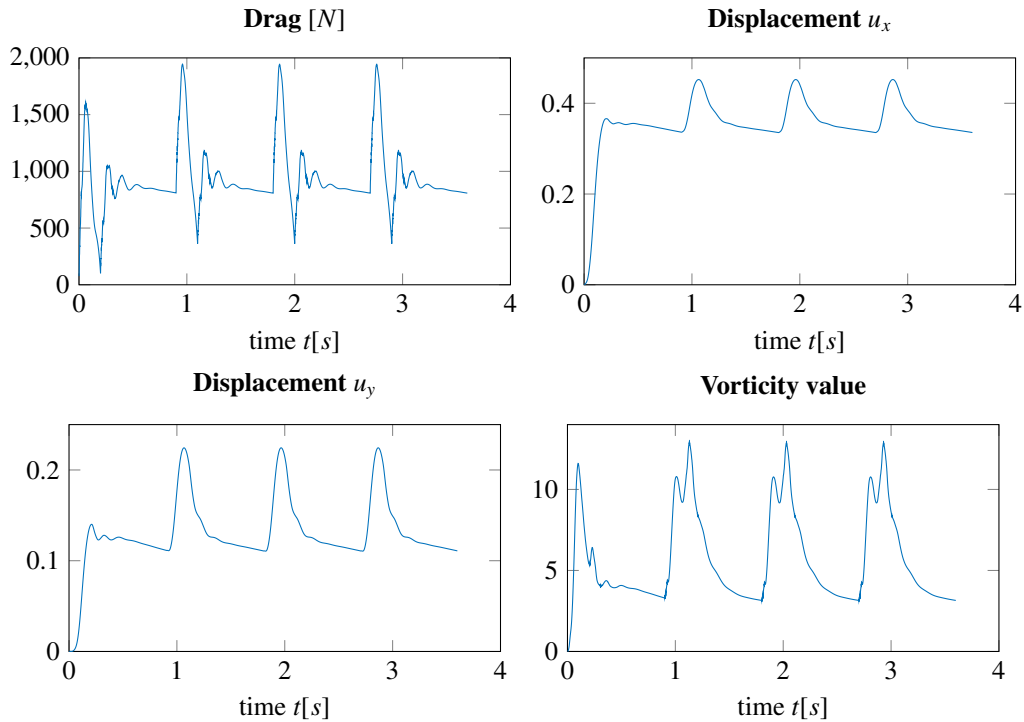 Drag [N]
2,000
1,500
1,000
500
0
0 1 2 3 4
time t[s]
Displacement u_x
0.4
0.2
0
0 1 2 3 4
time t[s]
Displacement u_y
0.2
0.1
0
0 1 2 3 4
time t[s]
Vorticity value
10
5
0
0 1 2 3 4
time t[s]